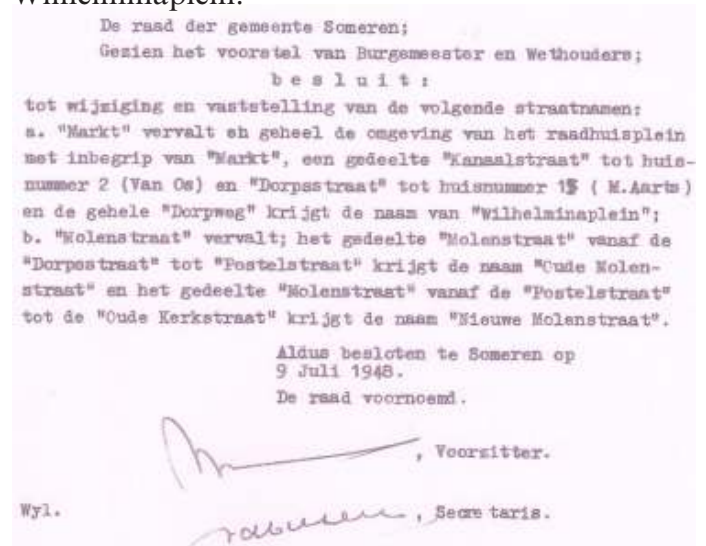 Wilhelminaplein.
De raad der gemeente Someren;
Gezien het voorstel van Burgemeester en Wethouders;
b e s l u i t :
tot wijziging en vaststelling van de volgende straatnamen:
a. "Markt" vervalt eh geheel de omgeving van het raadhuisplein
met inbegrip van "Markt", een gedeelte "Kanaalstraat" tot huis-
nummer 2 (Van Os) en "Dorpsstraat" tot huisnummer 15 ( M.Aarts)
en de gehele "Dorpweg" krijgt de naam van "Wilhelminaplein";
b. "Molenstraat" vervalt; het gedeelte "Molenstraat" vanaf de
"Dorpsstraat" tot "Postelstraat" krijgt de naam "Oude Molen-
straat" en het gedeelte "Molenstraat" vanaf de "Postelstraat"
tot de "Oude Kerkstraat" krijgt de naam "Nieuwe Molenstraat".
Aldus besloten te Someren op
9 Juli 1948.
De raad voornoemd.
, Voorzitter.
Wyl.
, Secretaris.